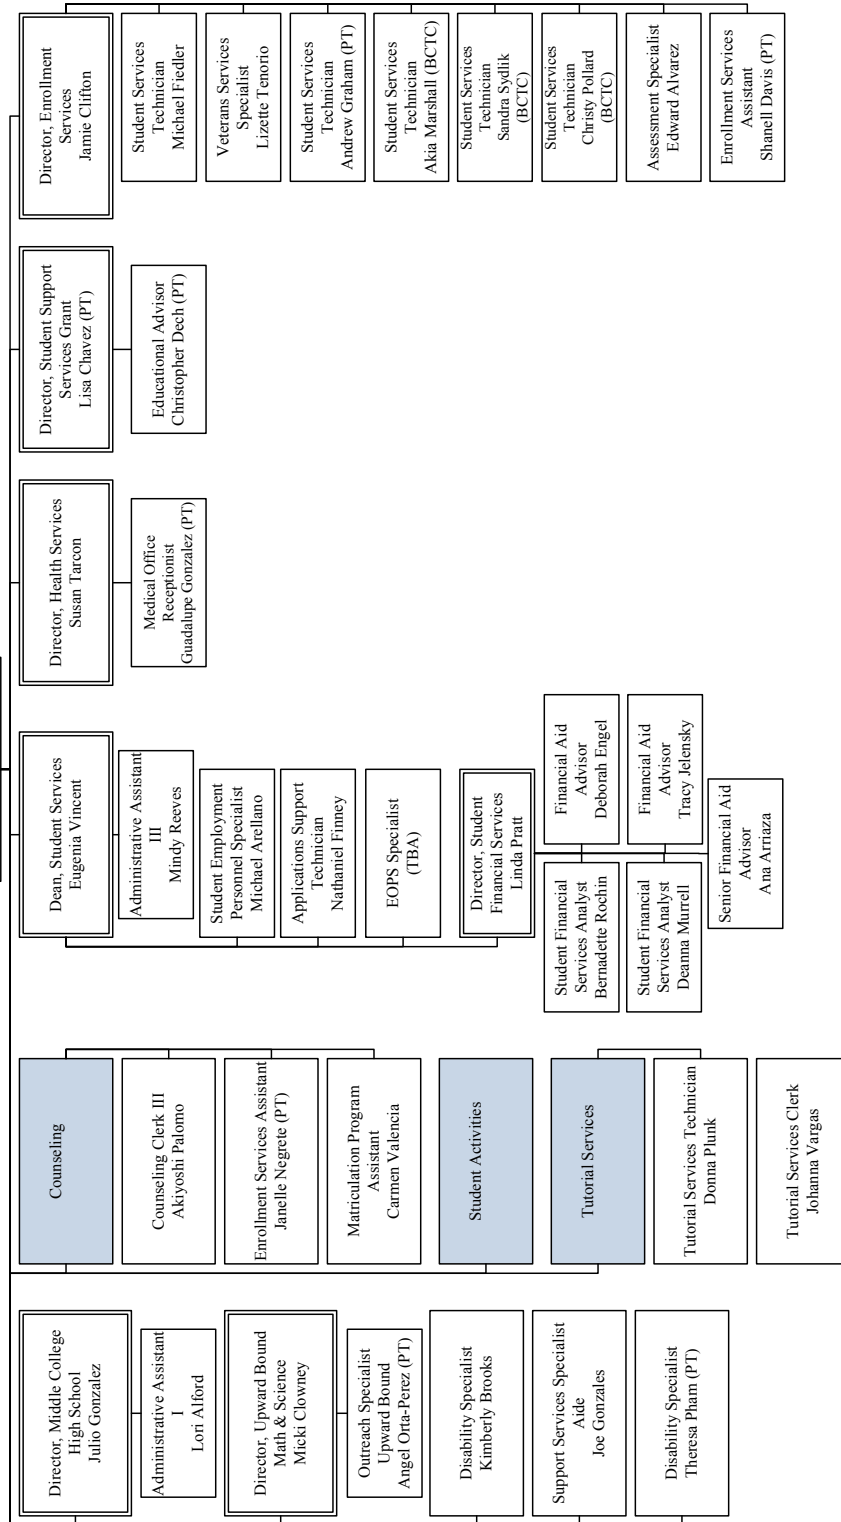 Director, Middle College
High School
Julio Gonzalez
Administrative Assistant
I
Lori Alford
Director, Upward Bound
Math & Science
Micki Clowney
Outreach Specialist
Upward Bound
Angel Orta-Perez (PT)
Disability Specialist
Kimberly Brooks
Support Services Specialist
Aide
Joe Gonzales
Disability Specialist
Theresa Pham (PT)
Counseling
Counseling Clerk III
Akiyoshi Palomo
Enrollment Services Assistant
Janelle Negrete (PT)
Matriculation Program
Assistant
Carmen Valencia
Student Activities
Tutorial Services
Tutorial Services Technician
Donna Plunk
Tutorial Services Clerk
Johanna Vargas
Dean, Student Services
Eugenia Vincent
Administrative Assistant
III
Mindy Reeves
Student Employment
Personnel Specialist
Michael Arellano
Applications Support
Technician
Nathaniel Finney
EOPS Specialist
(TBA)
Director, Student
Financial Services
Linda Pratt
Student Financial
Services Analyst
Bernadette Rochin
Financial Aid
Advisor
Deborah Engel
Student Financial
Services Analyst
Deanna Murrell
Financial Aid
Advisor
Tracy Jelensky
Senior Financial Aid
Advisor
Ana Arriaza
Director, Health Services
Susan Tarcon
Medical Office
Receptionist
Guadalupe Gonzalez (PT)
Director, Student Support
Services Grant
Lisa Chavez (PT)
Educational Advisor
Christopher Dech (PT)
Director, Enrollment
Services
Jamie Clifton
Student Services
Technician
Michael Fiedler
Veterans Services
Specialist
Lizette Tenorio
Student Services
Technician
Andrew Graham (PT)
Student Services
Technician
Akia Marshall (BCTC)
Student Services
Technician
Sandra Sydlik
(BCTC)
Student Services
Technician
Christy Pollard
(BCTC)
Assessment Specialist
Edward Alvarez
Enrollment Services
Assistant
Shanell Davis (PT)